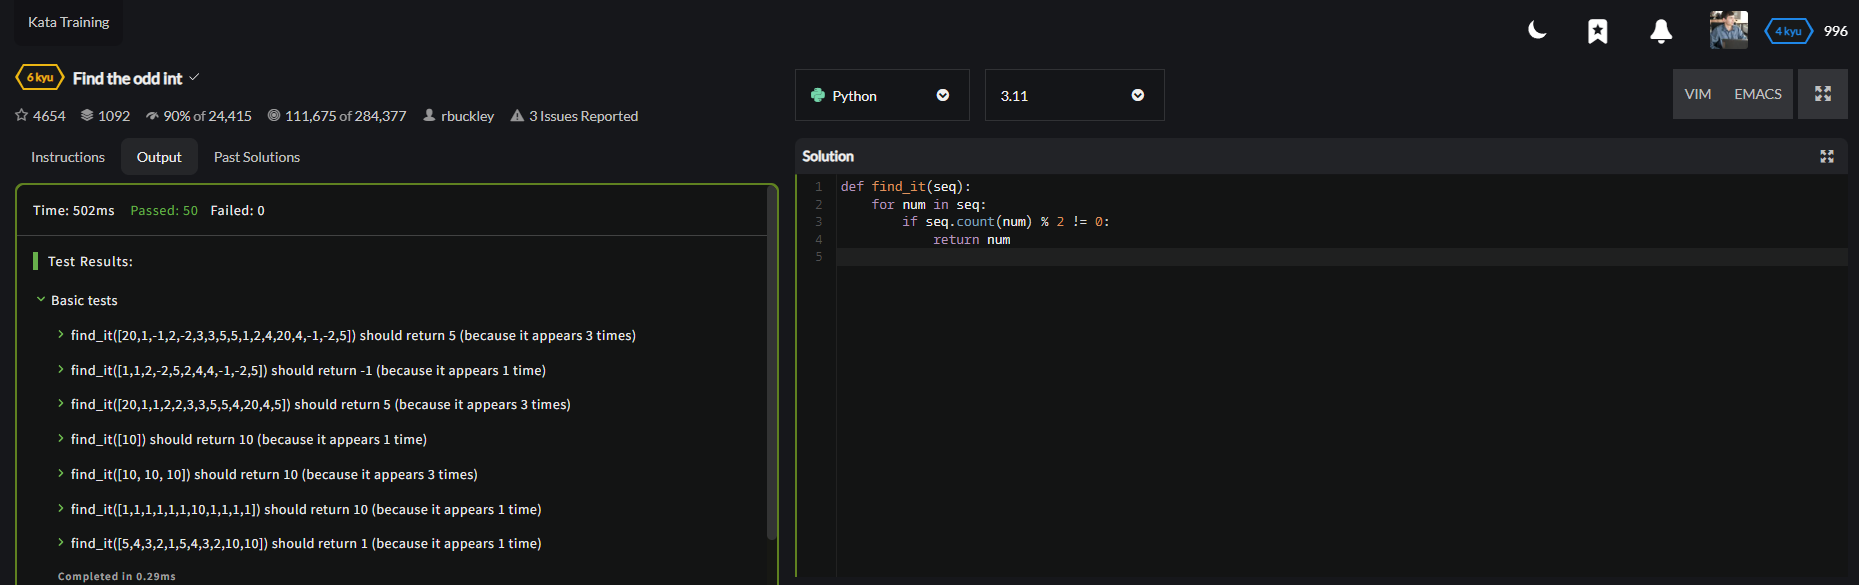 Kata Training
4 kyu 996
6 kyu Find the odd int
4654 1092 90% of 24,415 111,675 of 284,377 rbuckley 3 Issues Reported
Instructions Output Past Solutions
Time: 502ms Passed: 50 Failed: 0
Test Results:
Basic tests
find_it([20,1,-1,2,-2,3,3,5,5,1,2,4,20,4,-1,-2,5]) should return 5 (because it appears 3 times)
find_it([1,1,2,-2,5,2,4,4,-1,-2,5]) should return -1 (because it appears 1 time)
find_it([20,1,1,2,2,3,3,5,5,4,20,4,5]) should return 5 (because it appears 3 times)
find_it([10]) should return 10 (because it appears 1 time)
find_it([10, 10, 10]) should return 10 (because it appears 3 times)
find_it([1,1,1,1,1,1,10,1,1,1,1]) should return 10 (because it appears 1 time)
find_it([5,4,3,2,1,5,4,3,2,10,10]) should return 1 (because it appears 1 time)
Completed in 0.29ms
Python 3.11
VIM EMACS
Solution
1 def find_it(seq):
2     for num in seq:
3         if seq.count(num) % 2 != 0:
4             return num
5